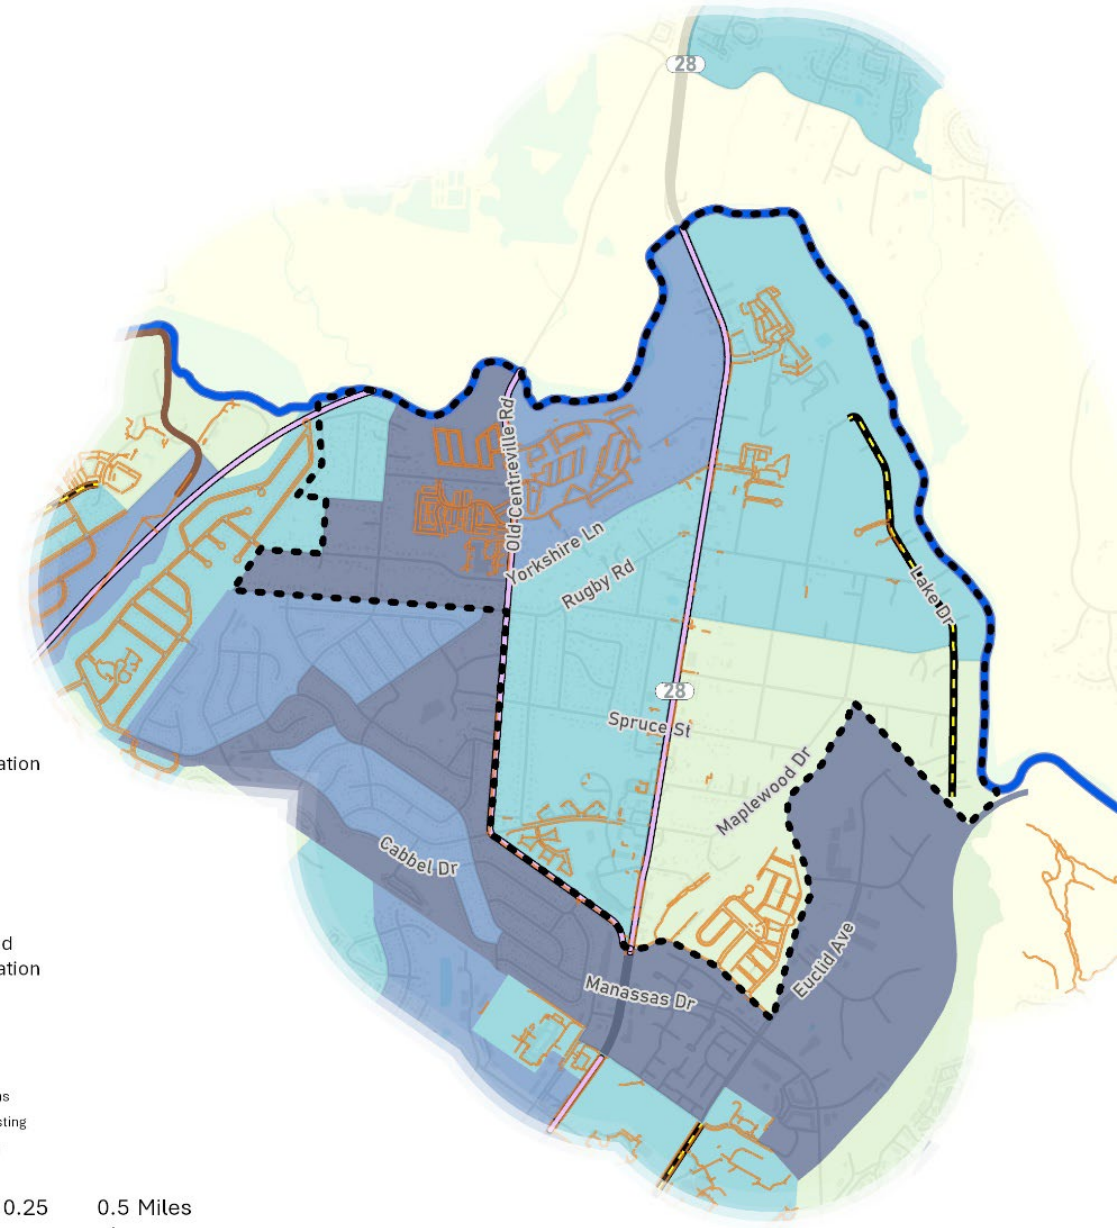 28
Old Centreville Rd
Yorkshire Ln
Rugby Rd
Lake Dr
28
Spruce St
ation
Maplewood Dr
Cabbel Dr
d
ation
Euclid Ave
Manassas Dr
ns
sting
0.25 0.5 Miles